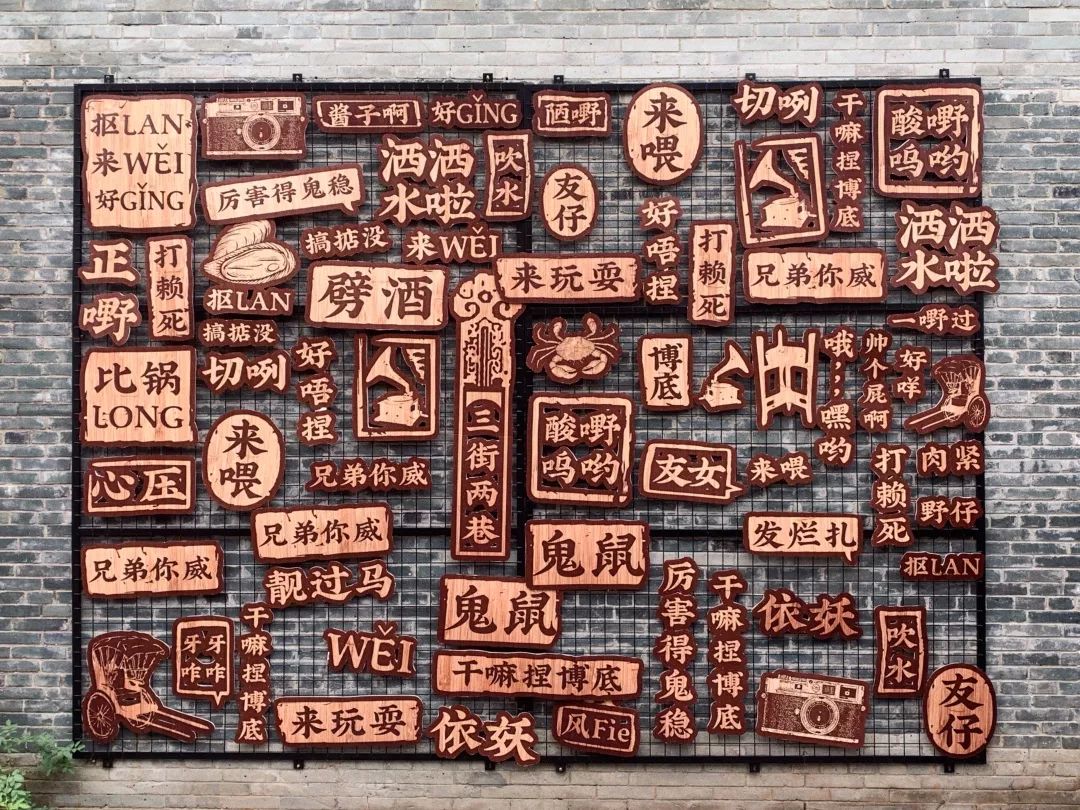 抠LAN
来WĚI
好GǏNG
酱子啊
好GǏNG
陋嘢
来
喂
切咧
干
嘛
捏
博
底
酸嘢
呜哟
厉害得鬼稳
洒洒
水啦
吹
水
友
仔
好
唔
捏
打
赖
死
洒洒
水啦
正
嘢
打
赖
死
搞掂没
来WĚI
抠LAN
搞掂没
劈酒
来玩耍
兄弟你威
一嘢过
比锅
LONG
切咧
好
唔
捏
三
街
两
巷
博
底
哦
，
，
嘿
哟
帅
个
屁
啊
好
咩
酸嘢
呜哟
来
喂
心压
兄弟你威
友女
来喂
打
赖
死
肉紧
野仔
兄弟你威
兄弟你威
鬼鼠
发烂扎
抠LAN
靓过马
鬼鼠
厉
害
得
鬼
稳
干
嘛
捏
博
底
依妖
吹
水
牙牙
咋咋
干
嘛
捏
博
底
WĚI
干嘛捏博底
来玩耍
依妖
风Fie
友
仔